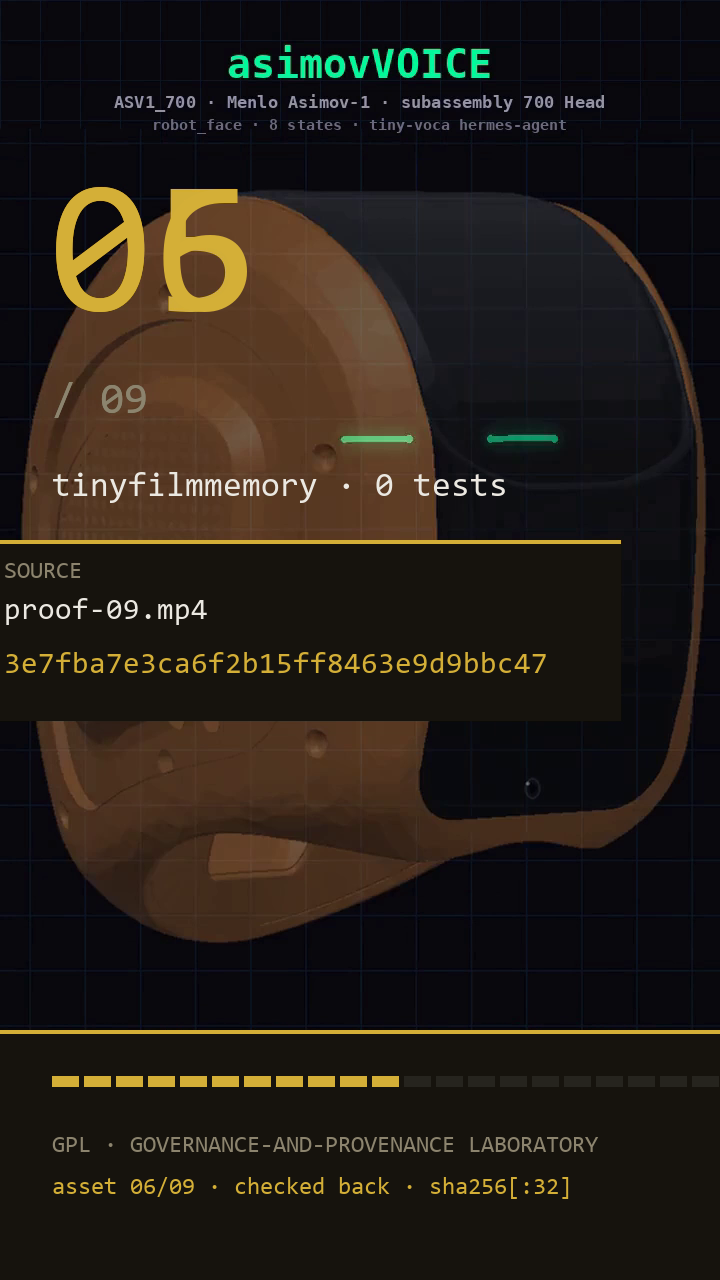 asimovVOICE
ASV1_700 · Menlo Asimov-1 · subassembly 700 Head
robot_face · 8 states · tiny-voca hermes-agent
/ 09
tinyfilmmemory · 0 tests
SOURCE
proof-09.mp4
3e7fba7e3ca6f2b15ff8463e9d9bbc47
GPL · GOVERNANCE-AND-PROVENANCE LABORATORY
asset 06/09 · checked back · sha256[:32]